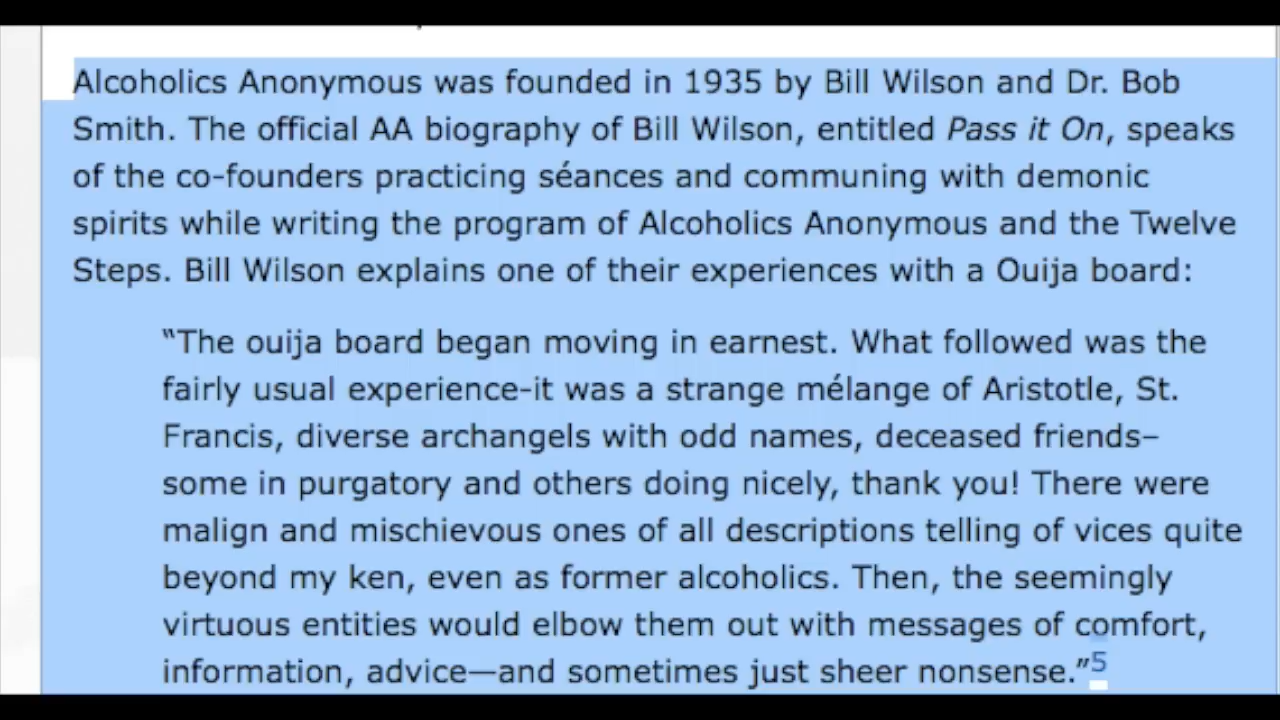 Alcoholics Anonymous was founded in 1935 by Bill Wilson and Dr. Bob
Smith. The official AA biography of Bill Wilson, entitled Pass it On, speaks
of the co-founders practicing séances and communing with demonic
spirits while writing the program of Alcoholics Anonymous and the Twelve
Steps. Bill Wilson explains one of their experiences with a Ouija board:
“The ouija board began moving in earnest. What followed was the
fairly usual experience-it was a strange mélange of Aristotle, St.
Francis, diverse archangels with odd names, deceased friends–
some in purgatory and others doing nicely, thank you! There were
malign and mischievous ones of all descriptions telling of vices quite
beyond my ken, even as former alcoholics. Then, the seemingly
virtuous entities would elbow them out with messages of comfort,
information, advice—and sometimes just sheer nonsense.”5